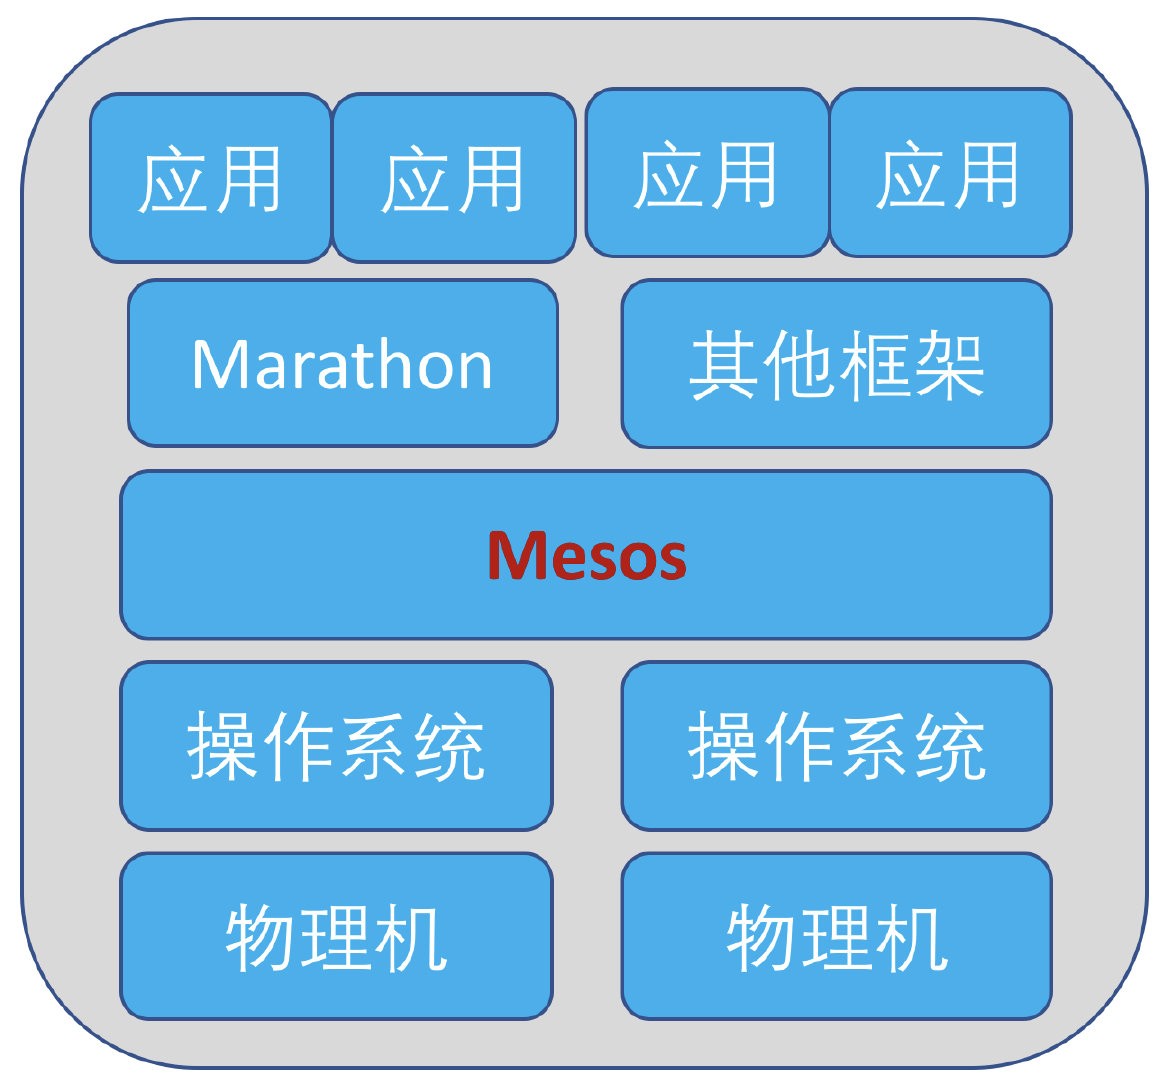 应用 应用 应用 应用
Marathon 其他框架
Mesos
操作系统 操作系统
物理机 物理机